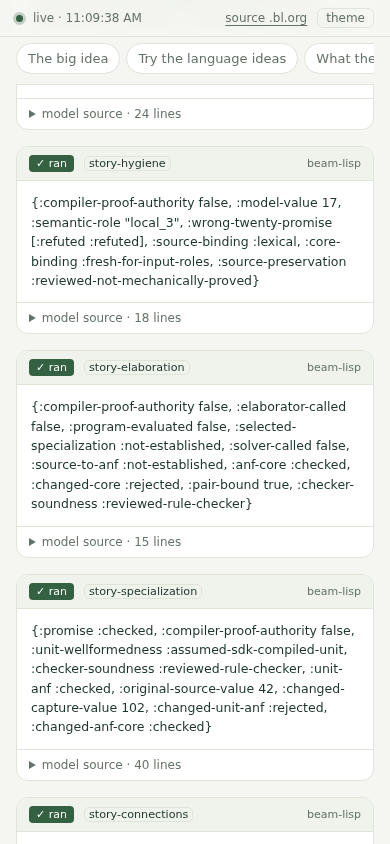 live · 11:09:38 AM
source .bl.org
theme
The big idea
Try the language ideas
What the
▶ model source · 24 lines
✓ ran
story-hygiene
beam-lisp
{:compiler-proof-authority false, :model-value 17,
:semantic-role "local_3", :wrong-twenty-promise
[:refuted :refuted], :source-binding :lexical, :core-
binding :fresh-for-input-roles, :source-preservation
:reviewed-not-mechanically-proved}
▶ model source · 18 lines
✓ ran
story-elaboration
beam-lisp
{:compiler-proof-authority false, :elaborator-called
false, :program-evaluated false, :selected-
specialization :not-established, :solver-called false,
:source-to-anf :not-established, :anf-core :checked,
:changed-core :rejected, :pair-bound true, :checker-
soundness :reviewed-rule-checker}
▶ model source · 15 lines
✓ ran
story-specialization
beam-lisp
{:promise :checked, :compiler-proof-authority false,
:unit-wellformedness :assumed-sdk-compiled-unit,
:checker-soundness :reviewed-rule-checker, :unit-
anf :checked, :original-source-value 42, :changed-
capture-value 102, :changed-unit-anf :rejected,
:changed-anf-core :checked}
▶ model source · 40 lines
✓ ran
story-connections
beam-lisp